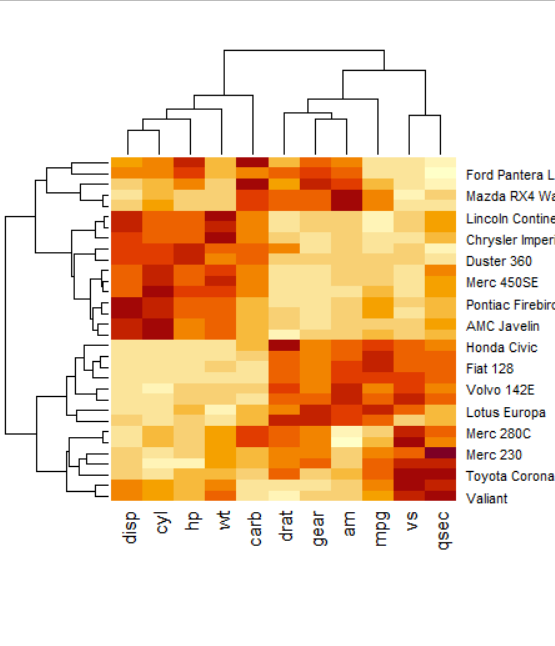 Ford Pantera L
Mazda RX4 Wa
Lincoln Contine
Chrysler Imperi
Duster 360
Merc 450SE
Pontiac Firebird
AMC Javelin
Honda Civic
Fiat 128
Volvo 142E
Lotus Europa
Merc 280C
Merc 230
Toyota Corona
Valiant
disp cyl hp wt carb drat gear am mpg vs qsec